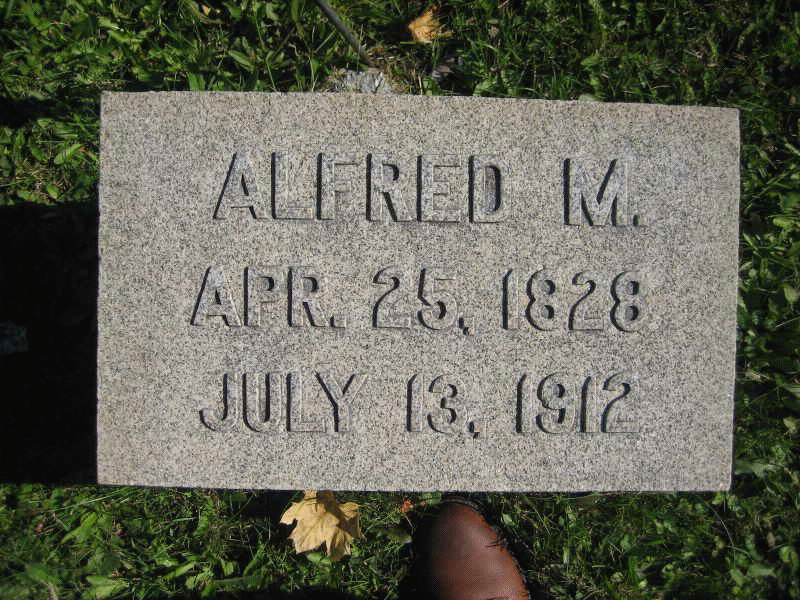 ALFRED M.
APR. 25, 1828
JULY 13, 1912